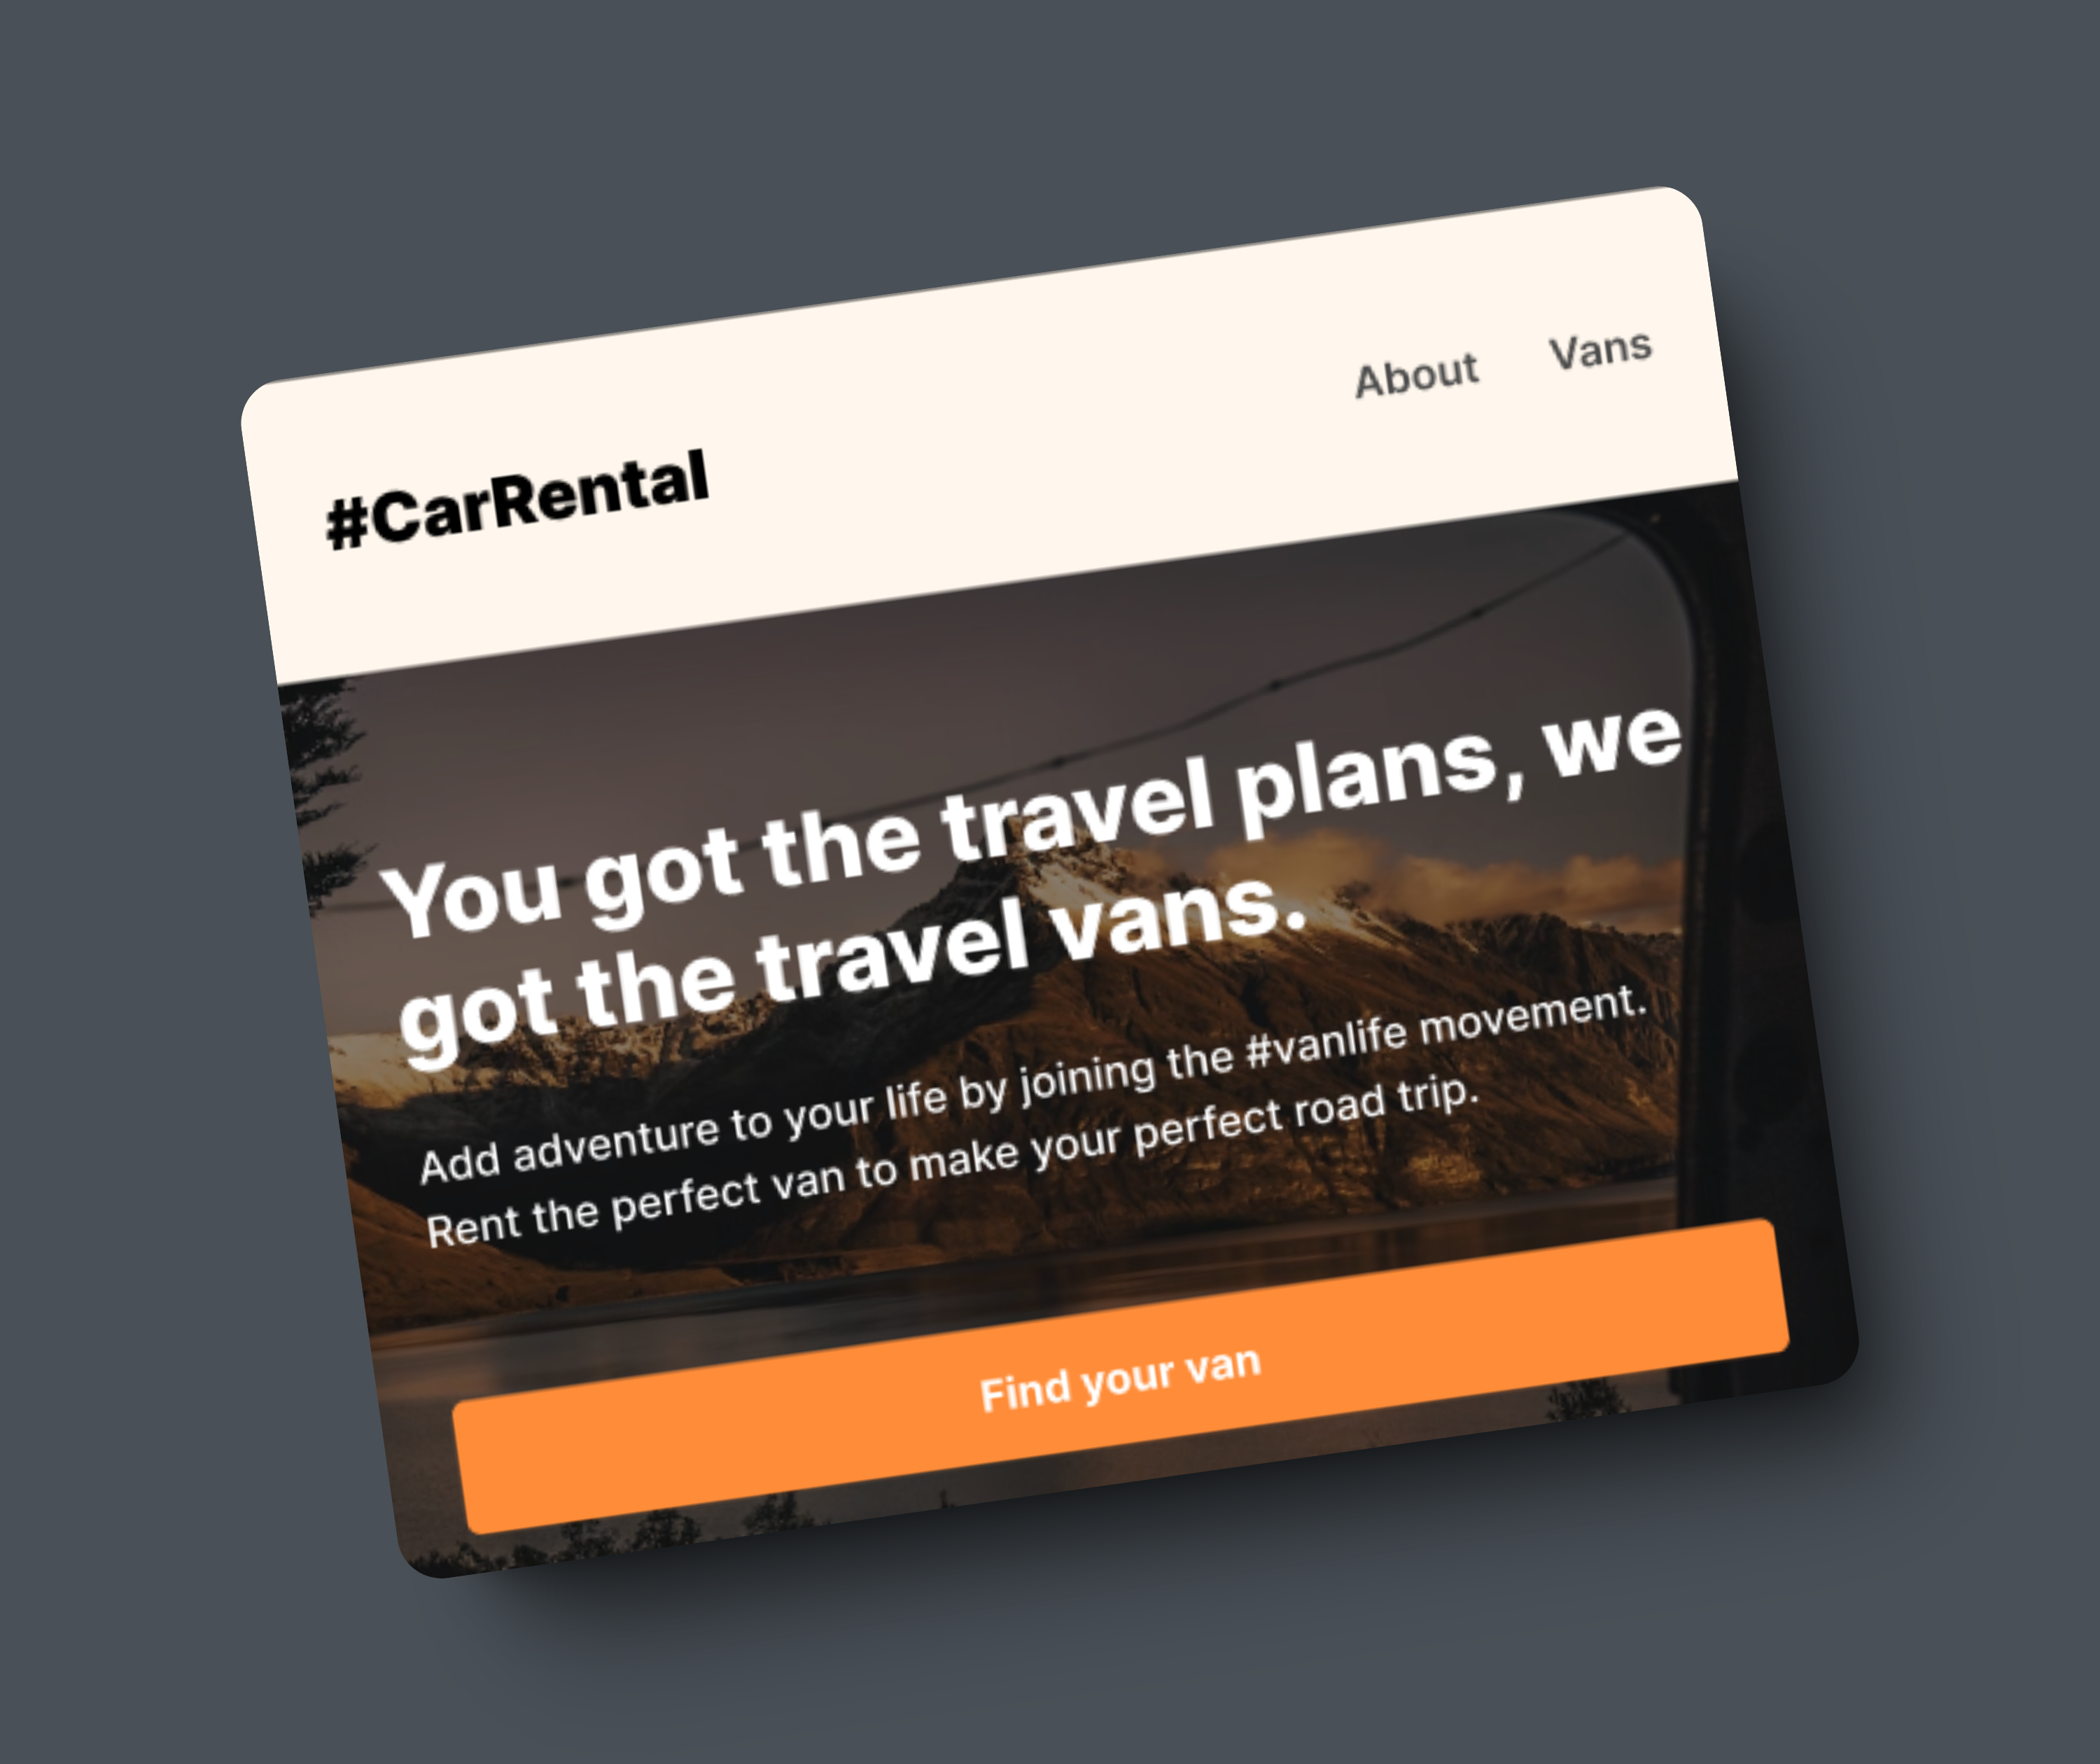 #CarRental
About Vans
You got the travel plans, we
got the travel vans.
Add adventure to your life by joining the #vanlife movement.
Rent the perfect van to make your perfect road trip.
Find your van